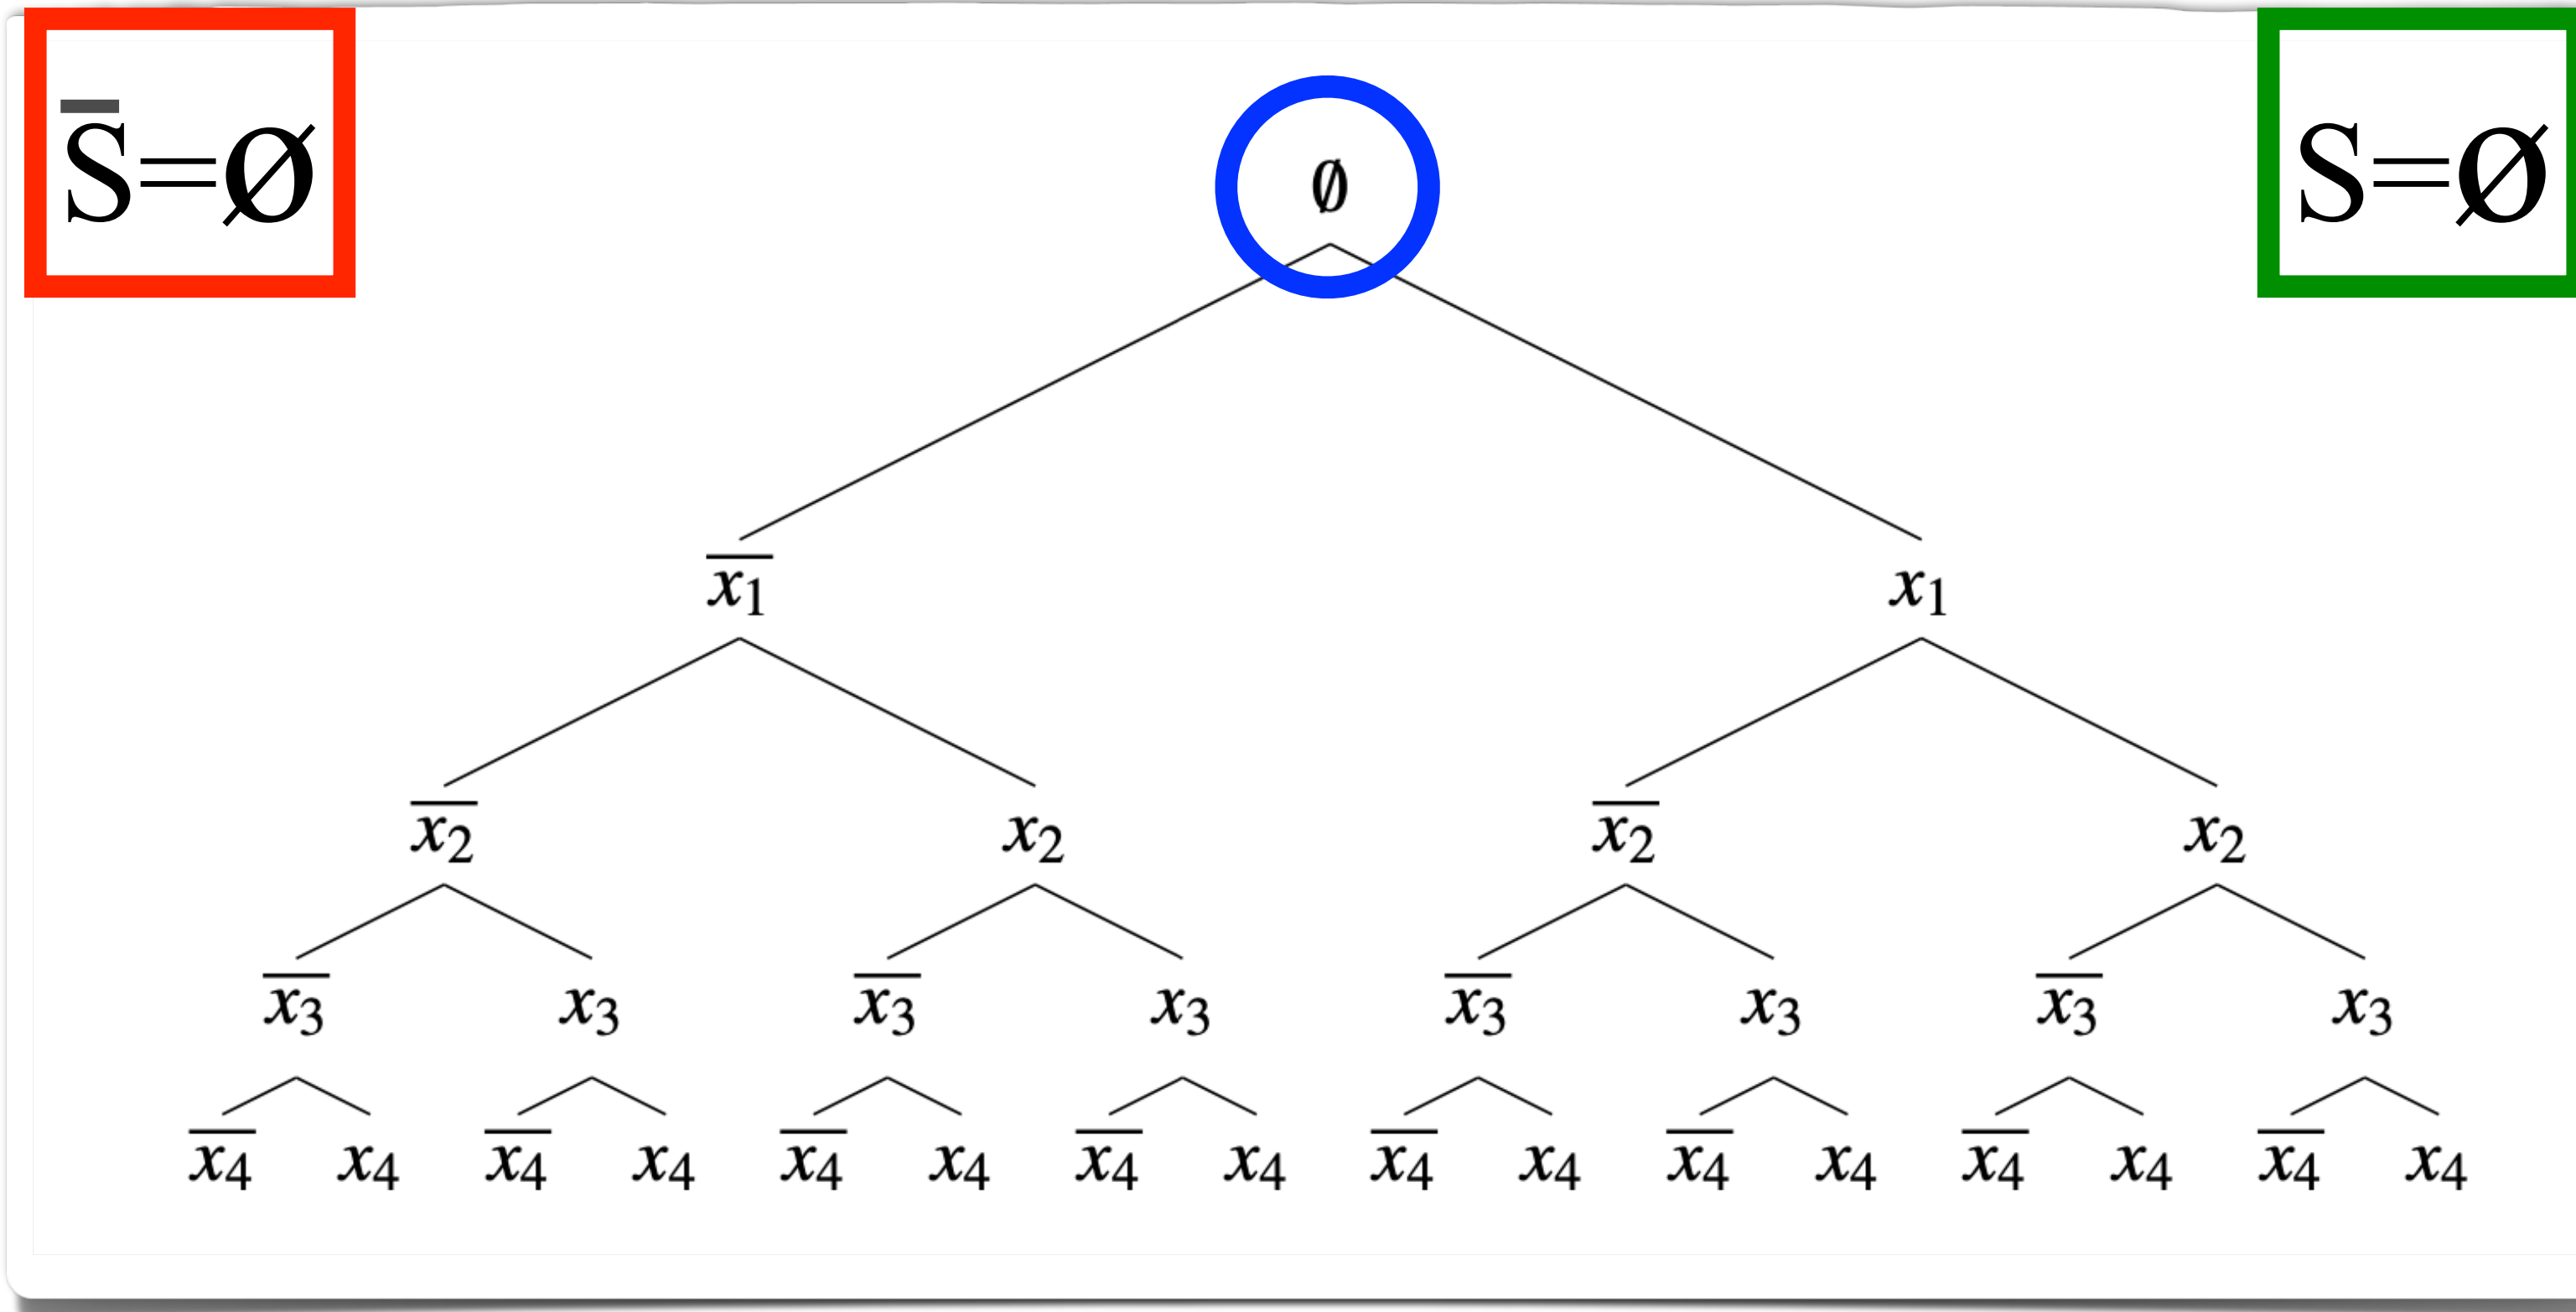 S̅=Ø
S=Ø
∅
x̅₁ x₁
x̅₂ x₂ x̅₂ x₂
x̅₃ x₃ x̅₃ x₃ x̅₃ x₃ x̅₃ x₃
x̅₄ x₄ x̅₄ x₄ x̅₄ x₄ x̅₄ x₄ x̅₄ x₄ x̅₄ x₄ x̅₄ x₄ x̅₄ x₄